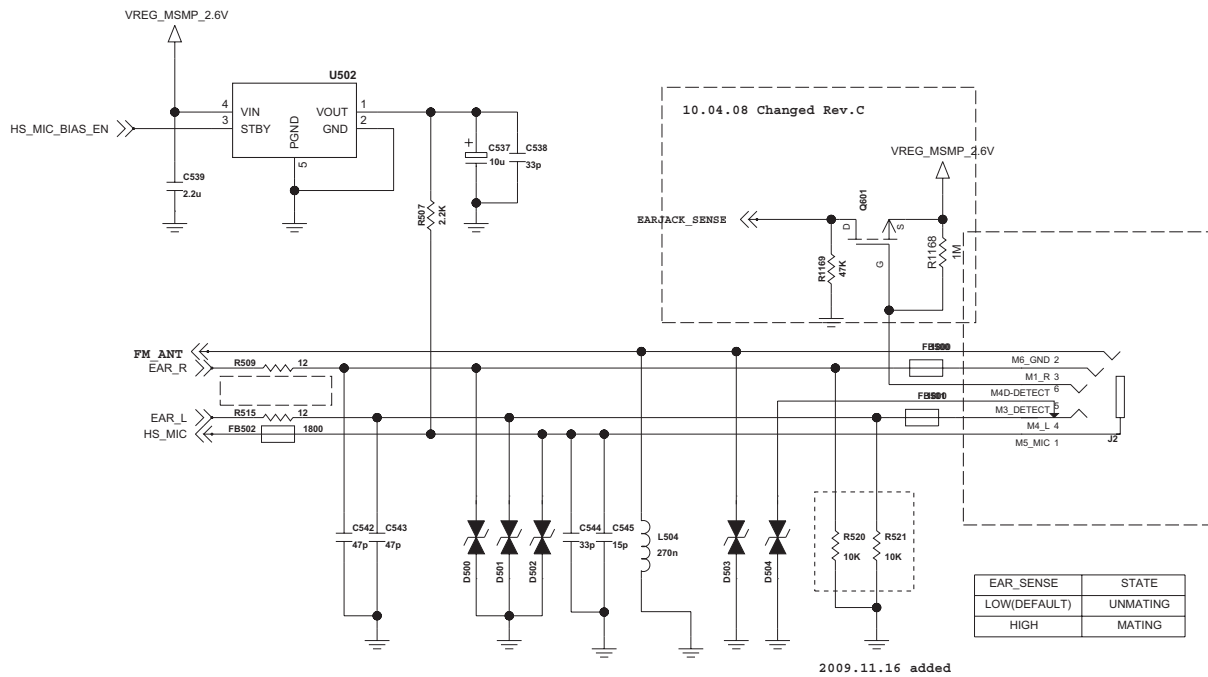 VREG_MSMP_2.6V
U502
4 VIN VOUT 1
3 STBY GND 2
PGND
5
HS_MIC_BIAS_EN
C539
2.2u
R507
2.2K
+
C537
10u
C538
33p
10.04.08 Changed Rev.C
VREG_MSMP_2.6V
Q601
EARJACK_SENSE
D
S
G
R1169
47K
R1168
1M
FM_ANT
EAR_R
R509 12
EAR_L
R515 12
HS_MIC
FB502 1800
M6_GND 2
M1_R 3
M4D-DETECT 6
M3_DETECT 5
M4_L 4
M5_MIC 1
J2
C542
47p
C543
47p
D500
D501
D502
C544
33p
C545
15p
L504
270n
D503
D504
R520
10K
R521
10K
2009.11.16 added
EAR_SENSE STATE
LOW(DEFAULT) UNMATING
HIGH MATING